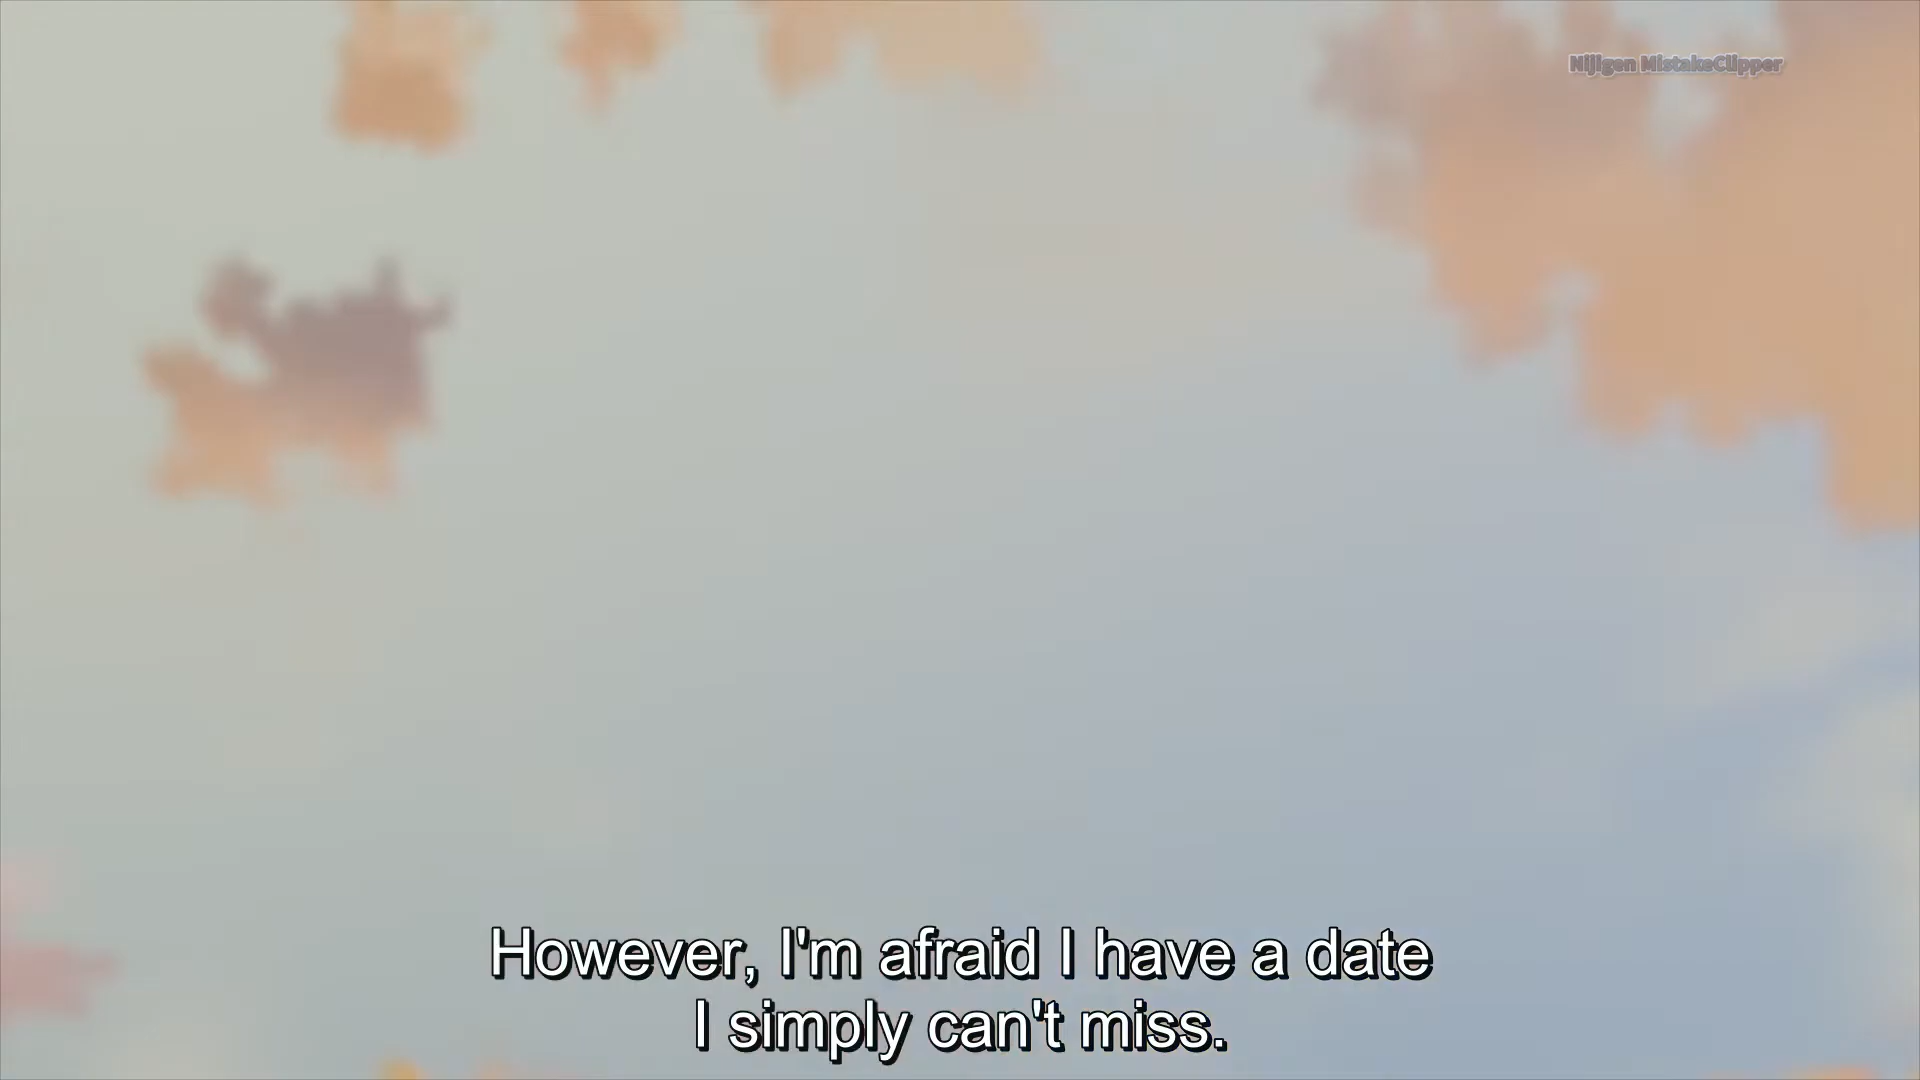 Nijigen MistakeClipper
However, I'm afraid I have a date
I simply can't miss.